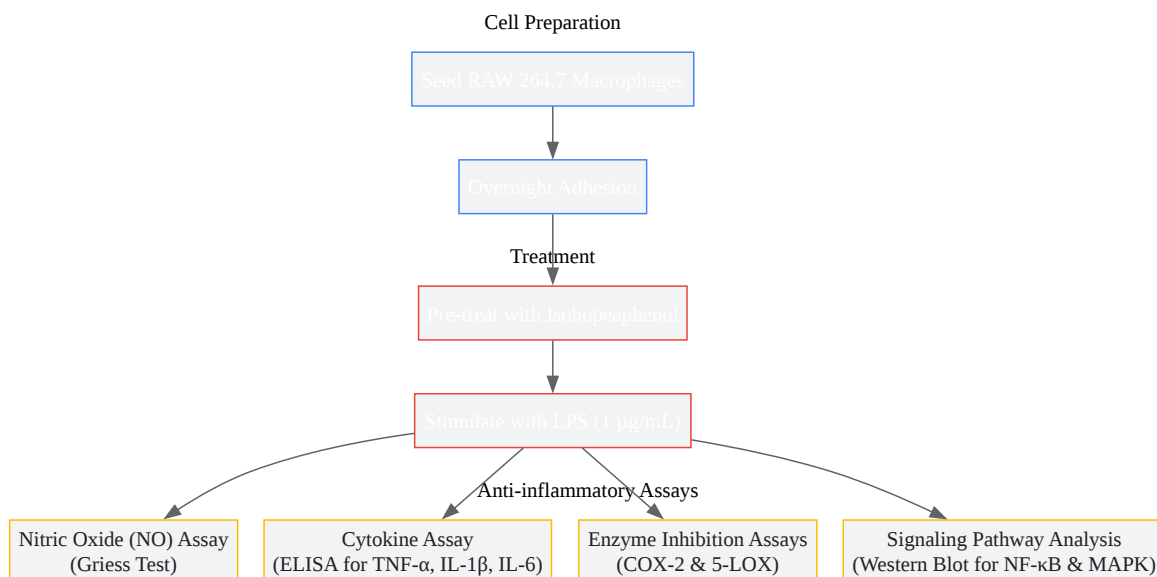 Cell Preparation
Seed RAW 264.7 Macrophages
Overnight Adhesion
Treatment
Pre-treat with Isohopeaphenol
Stimulate with LPS (1 µg/mL)
Anti-inflammatory Assays
Nitric Oxide (NO) Assay
(Griess Test)
Cytokine Assay
(ELISA for TNF-α, IL-1β, IL-6)
Enzyme Inhibition Assays
(COX-2 & 5-LOX)
Signaling Pathway Analysis
(Western Blot for NF-κB & MAPK)